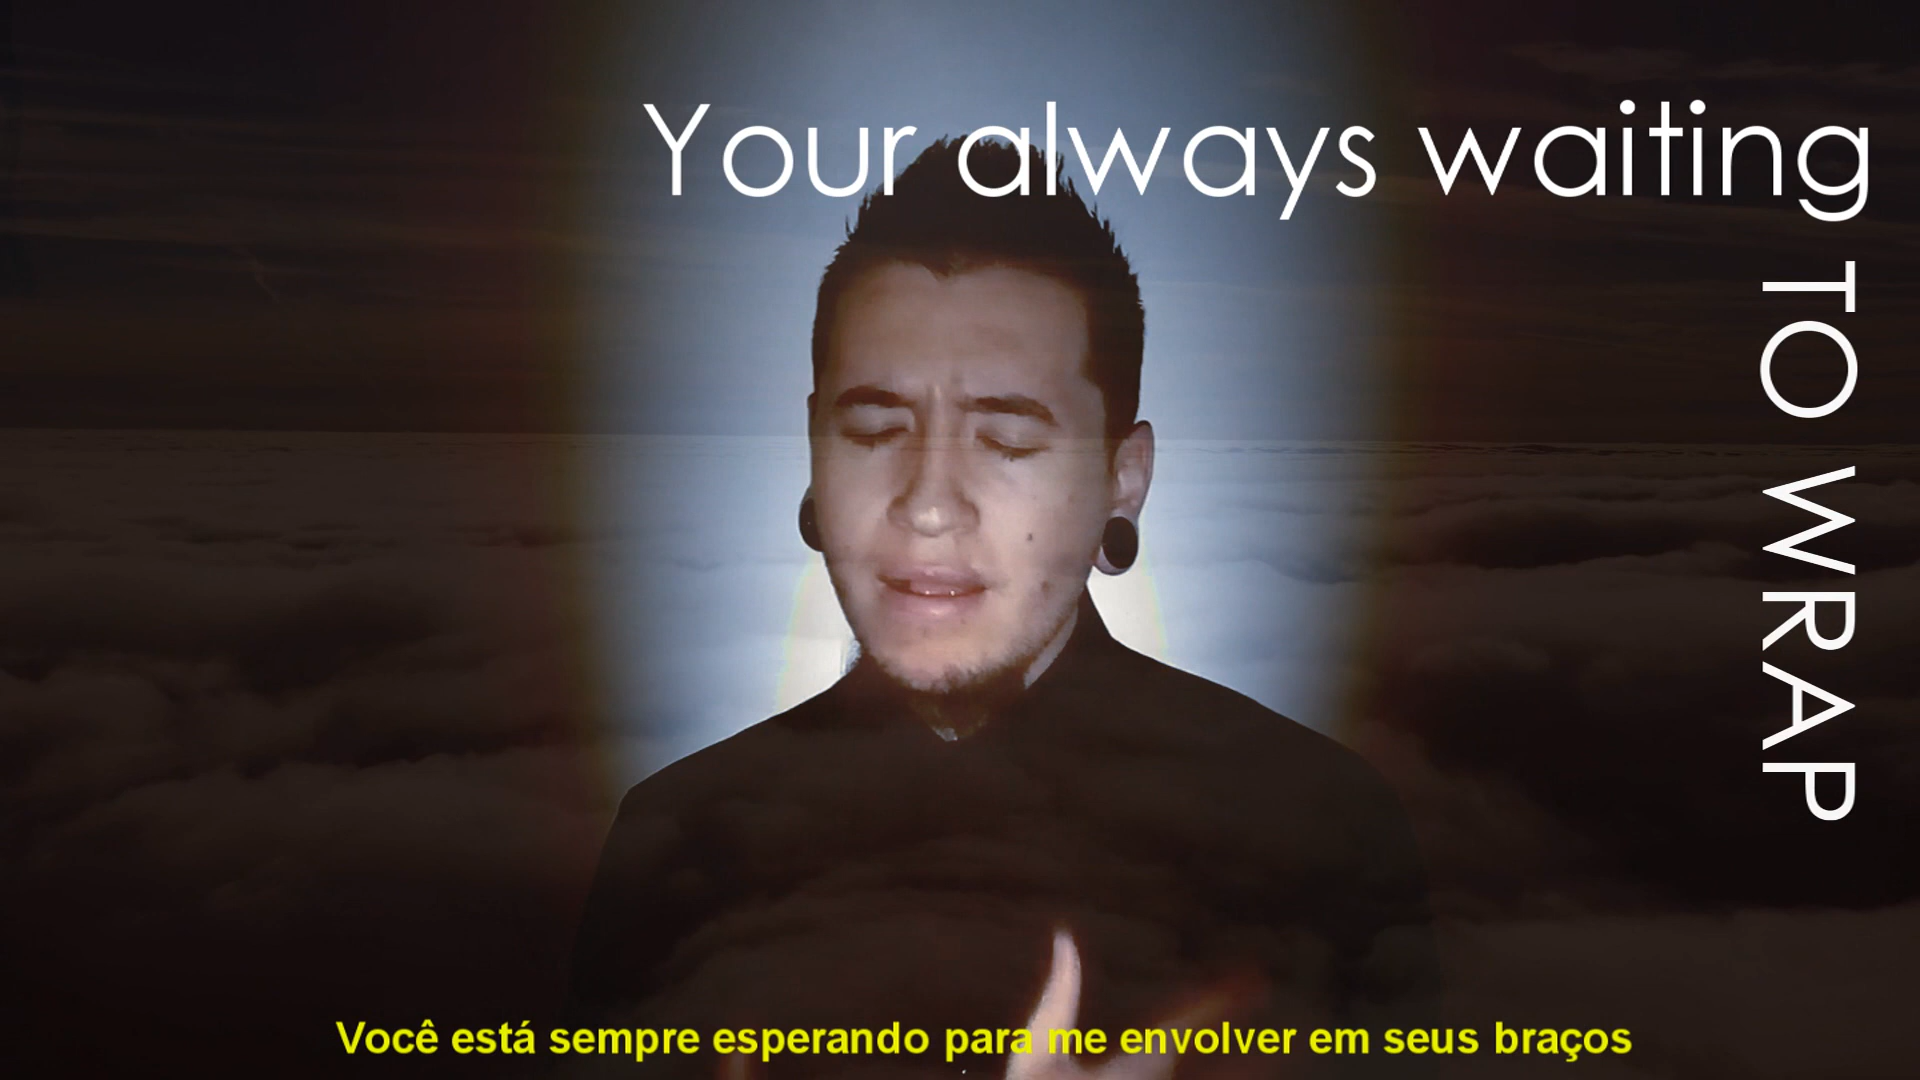 Your always waiting
TO WRAP
Você está sempre esperando para me envolver em seus braços